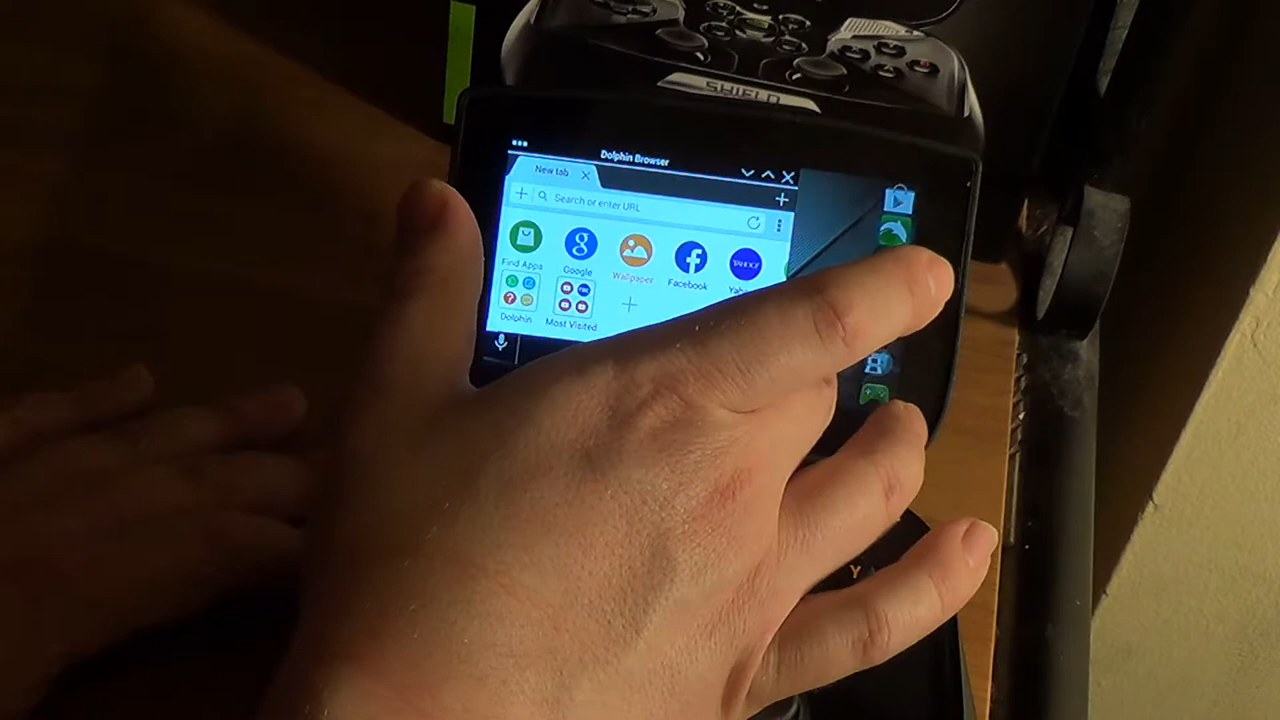 SHIELD
Dolphin Browser
New tab
Search or enter URL
Find Apps
Google
Wallpaper
Facebook
YAHOO!
Dolphin
Most Visited
Y